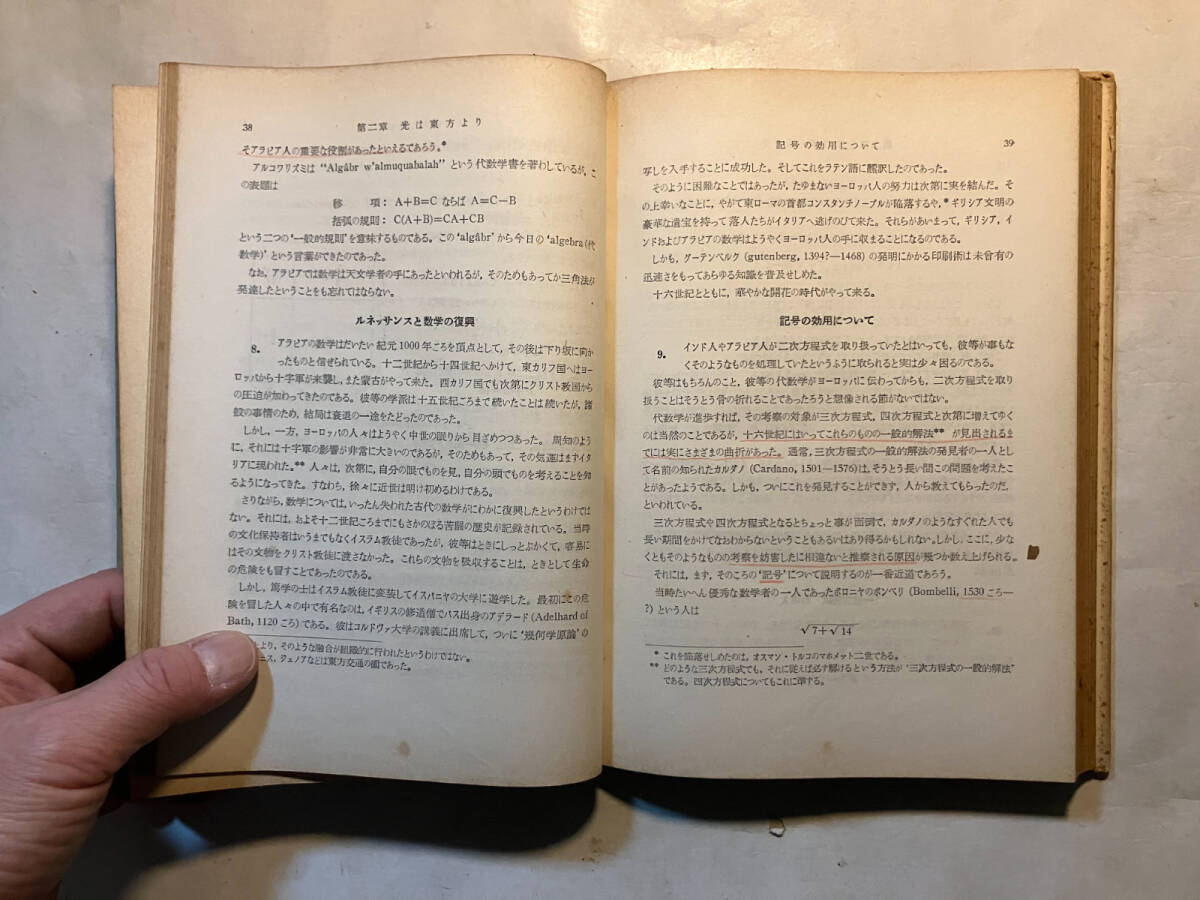 38 第二章 光は東方より
そアラビア人の重要な役割があったといえるであろう。*
アルコワリズミは “Algâbr w'almuquabalah” という代数学書を著わしているが，こ
の表題は
移 項： A+B=C ならば A=C−B
括弧の規則： C(A+B)=CA+CB
という二つの‘一般的規則’を意味するものである。この ‘algâbr’ から今日の ‘algebra (代
数学)’ という言葉ができたのであった。
なお，アラビアでは数学は天文学者の手にあったといわれるが，そのためもあってか三角法が
発達したということをも忘れてはならない。
ルネッサンスと数学の復興
8. アラビアの数学はだいたい紀元1000年ごろを頂点として，その後は下り坂に向か
ったものと信ぜられている。十二世紀から十四世紀へかけて，東カリフ国へはヨー
ロッパから十字軍が来襲し，また蒙古がやって来た。西カリフ国でも次第にクリスト教国から
の圧迫が加わってきたのである。彼等の学派は十五世紀ごろまで続いたことは続いたが，諸
般の事情のため，結局は衰退の一途をたどったのであった。
しかし，一方，ヨーロッパの人々はようやく中世の眠りから目ざめつつあった。周知のよう
に，それには十字軍の影響が非常に大きいのであるが，そのためもあって，その気運はまずイタ
リアに現われた。** 人々は，次第に，自分の眼でものを見，自分の頭でものを考えることを知
るようになってきた。すなわち，徐々に近世は明け初めるわけである。
さりながら，数学については，いったん失われた古代の数学がにわかに復興したというわけでは
ない。それには，およそ十二世紀ごろまでにもさかのぼる苦闘の歴史が記録されている。当時
の文化保持者はいうまでもなくイスラム教徒であったが，彼等はときにしっとぶかくて，容易に
はその文物をクリスト教徒に渡さなかった。これらの文物を吸収することは，ときとして生命
の危険をも冒すことであったのである。
しかし，篤学の士はイスラム教徒に変装してイスパニヤの大学に遊学した。最初にこの危
険を冒した人々の中で有名なのは，イギリスの修道僧でバス出身のアデラード (Adelhard of
Bath, 1120 ころ) である。彼はコルドヴァ大学の講義に出席して，ついに‘幾何学原論’の
より，そのような融合が組織的に行われたというわけではない。
ニス，ジェノアなどは東方交通の衝であった。
記号の効用について 39
写しを入手することに成功した。そしてこれをラテン語に翻訳したのであった。
そのように困難なことではあったが，たゆまないヨーロッパ人の努力は次第に実を結んだ。そ
の上幸いなことに，やがて東ローマの首都コンスタンチノープルが陥落するや，* ギリシア文明の
豪華な遺宝を持って落人たちがイタリアへ逃げのびて来た。それらがあいまって，ギリシア，イ
ンドおよびアラビアの数学はようやくヨーロッパ人の手に収まることになるのである。
しかも，グーテンベルク (gutenberg, 1394?—1468) の発明にかかる印刷術は未曾有の
迅速さをもってあらゆる知識を普及せしめた。
十六世紀とともに，華やかな開花の時代がやって来る。
記号の効用について
9. インド人やアラビア人が二次方程式を取り扱っていたとはいっても，彼等が事もな
くそのようなものを処理していたというふうに取られると実は少々困るのである。
彼等はもちろんのこと，彼等の代数学がヨーロッパに伝わってからも，二次方程式を取り
扱うことはそうとう骨の折れることであったろうと想像される節がないではない。
代数学が進歩すれば，その考察の対象が三次方程式，四次方程式と次第に増えてゆく
のは当然のことであるが，十六世紀にはいってこれらのものの一般的解法** が見出されるま
でには実にさまざまの曲折があった。通常，三次方程式の一般的解法の発見者の一人とし
て名前の知られたカルダノ (Cardano, 1501—1576) は，そうとう長い間この問題を考えたこ
とがあったようである。しかも，ついにこれを発見することができず，人から教えてもらったのだ，
といわれている。
三次方程式や四次方程式となるとちょっと事が面倒で，カルダノのようなすぐれた人でも
長い期間をかけてなおわからないということもあるいはあり得るかもしれない。しかし，ここに，少な
くともそのようなものの考察を妨害したに相違ないと推察される原因が幾つか数え上げられる。
それには，まず，そのころの‘記号’について説明するのが一番近道であろう。
当時たいへん優秀な数学者の一人であったボロニヤのボンベリ (Bombelli, 1530 ころ—
?) という人は
√7+√14
* これを陥落せしめたのは，オスマン・トルコのマホメット二世である。
** どのような三次方程式でも，それに従えば必ず解けるという方法が‘三次方程式の一般的解法’
である。四次方程式についてもこれに準ずる。